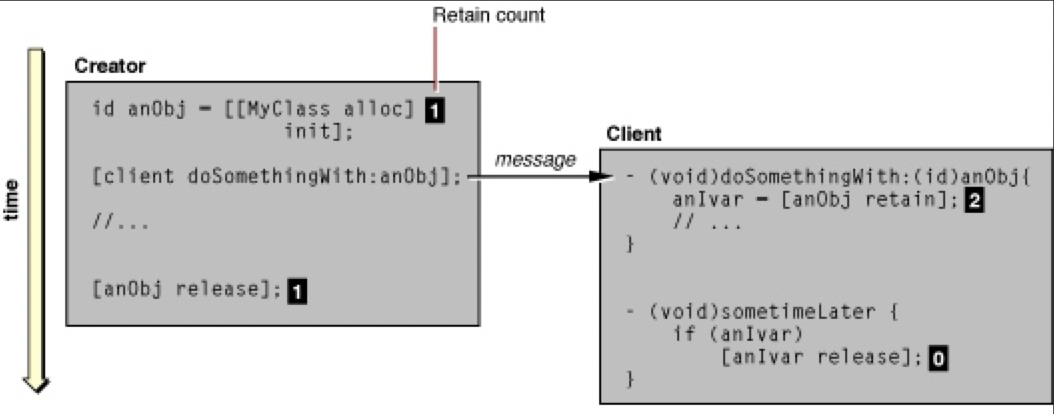 Retain count
Creator
id anObj = [[MyClass alloc] 1
init];
[client doSomethingWith:anObj];
//...
[anObj release]; 1
time
message
Client
- (void)doSomethingWith:(id)anObj{
anIvar = [anObj retain]; 2
// ...
}
- (void)sometimeLater {
if (anIvar)
[anIvar release]; 0
}